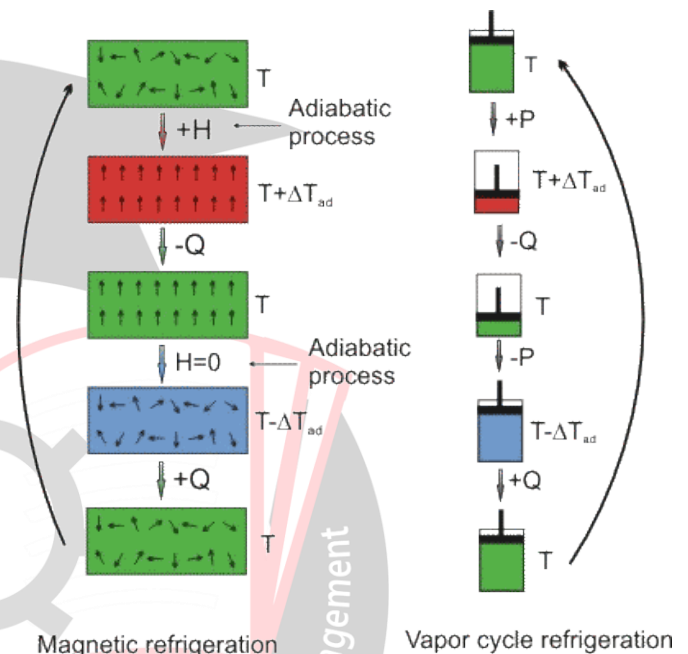 T
+H
Adiabatic
process
T+ΔTad
-Q
T
H=0
Adiabatic
process
T-ΔTad
+Q
T
Magnetic refrigeration
T
+P
T+ΔTad
-Q
T
-P
T-ΔTad
+Q
T
Vapor cycle refrigeration